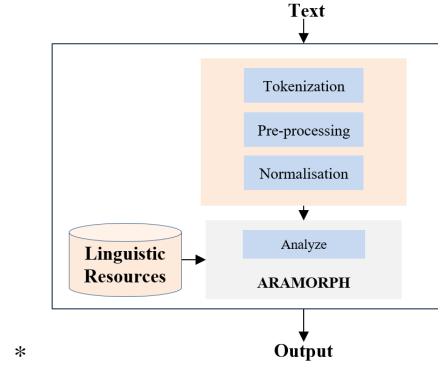 Text
Tokenization
Pre-processing
Normalisation
Linguistic
Resources
Analyze
ARAMORPH
Output
*